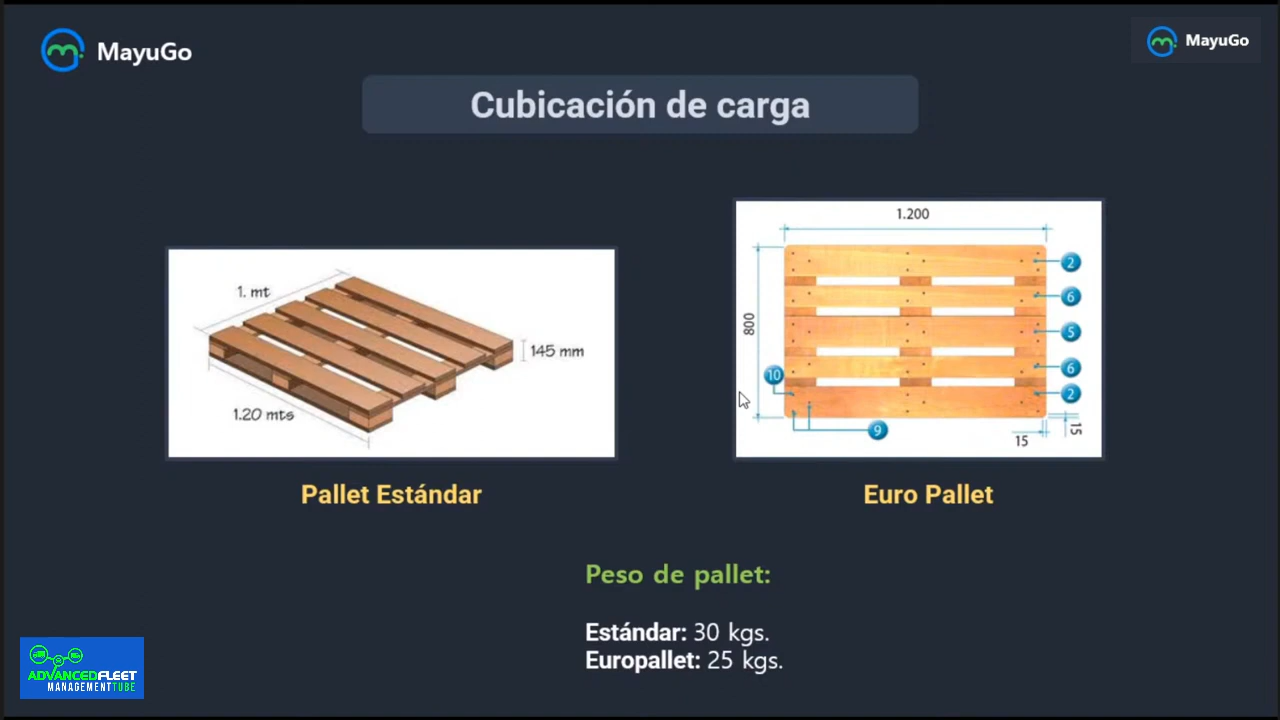 MayuGo
MayuGo
Cubicación de carga
1. mt
145 mm
1.20 mts
Pallet Estándar
1.200
800
2
6
5
6
2
10
9
15
15
Euro Pallet
Peso de pallet:
Estándar: 30 kgs.
Europallet: 25 kgs.
ADVANCEDFLEET
MANAGEMENTTUBE